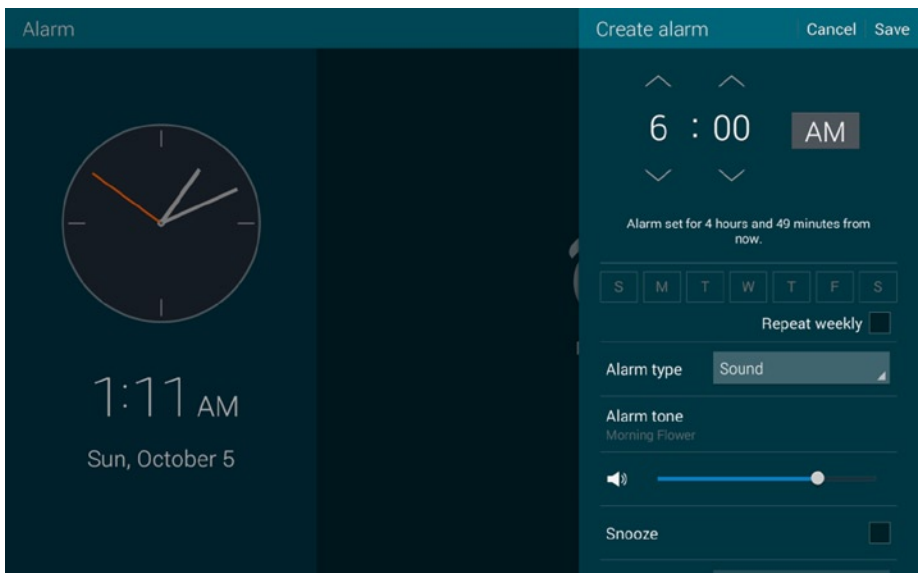 Alarm
1:11 AM
Sun, October 5
Create alarm Cancel Save
6 : 00 AM
Alarm set for 4 hours and 49 minutes from
now.
S M T W T F S
Repeat weekly
Alarm type Sound
Alarm tone
Morning Flower
Snooze